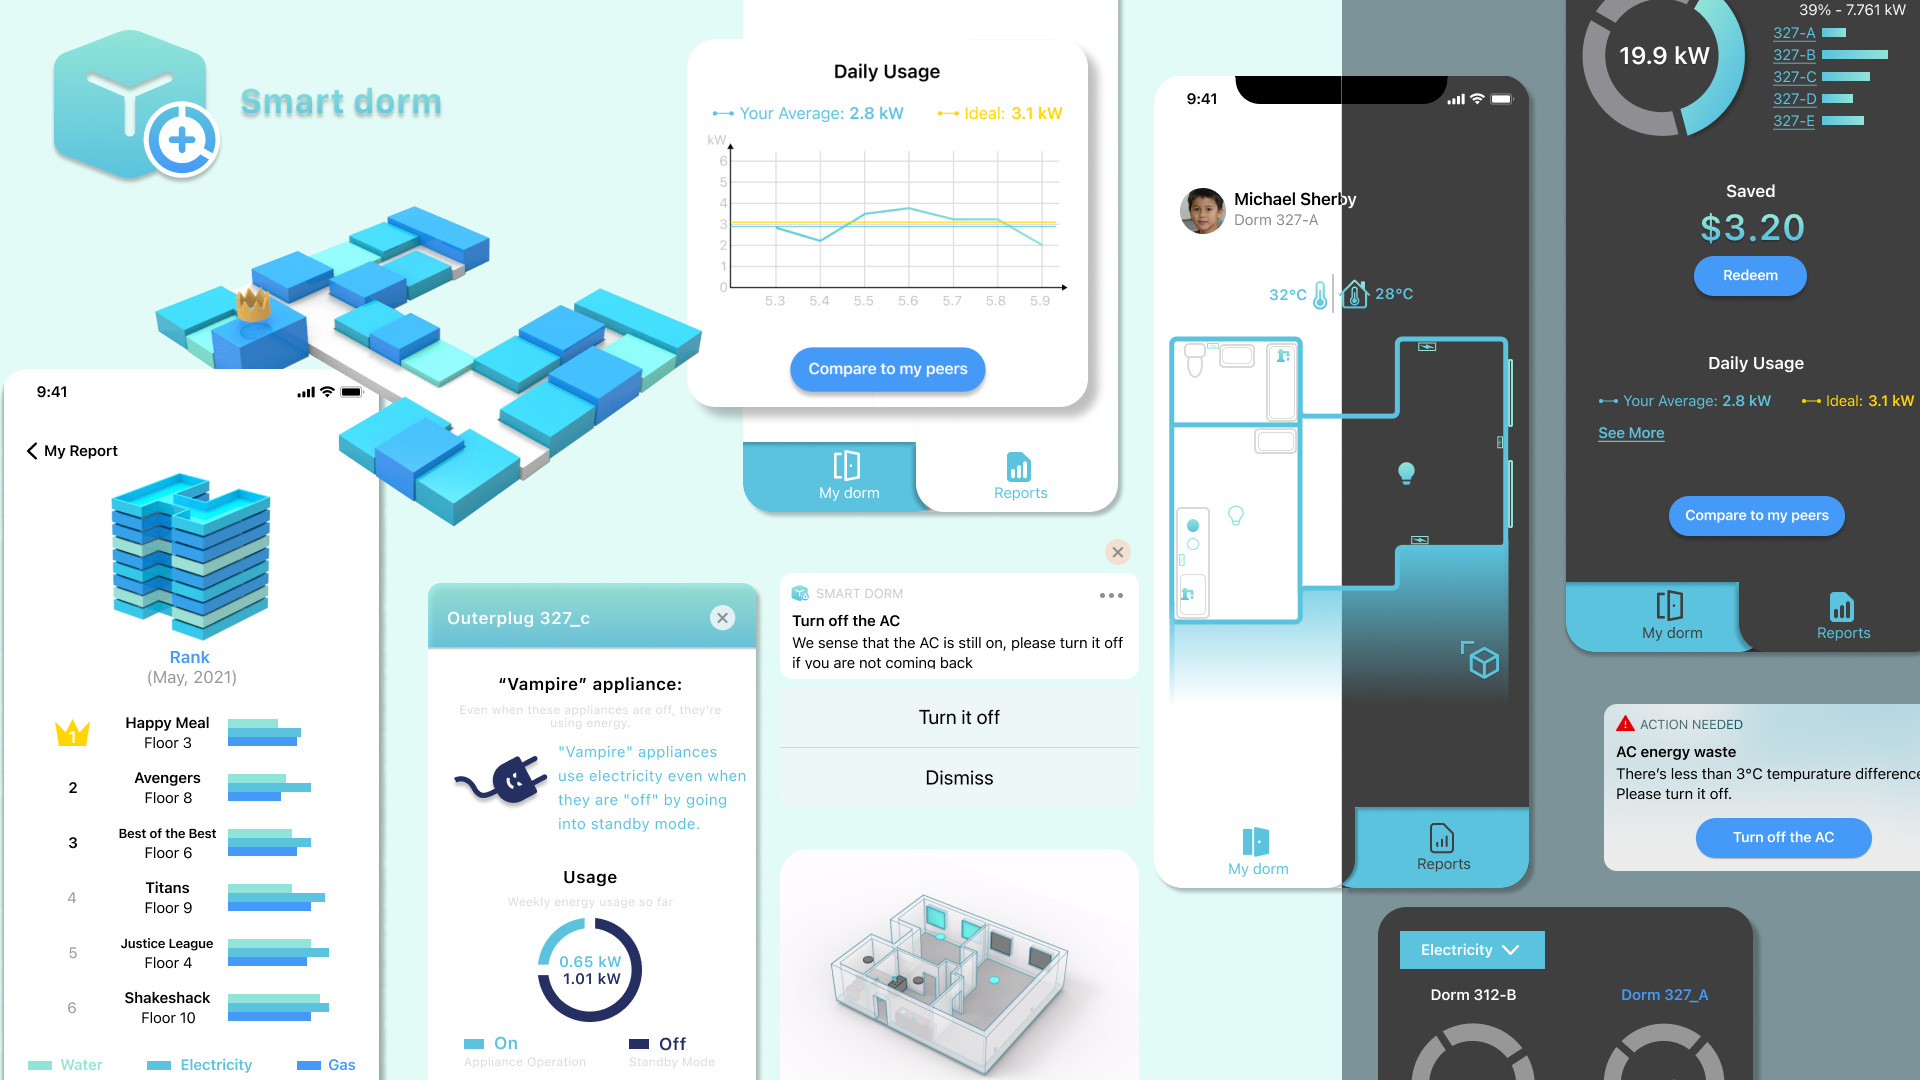 Smart dorm
9:41
My Report
Rank
(May, 2021)
1
Happy Meal
Floor 3
2
Avengers
Floor 8
3
Best of the Best
Floor 6
4
Titans
Floor 9
5
Justice League
Floor 4
6
Shakeshack
Floor 10
Water
Electricity
Gas
Daily Usage
Your Average: 2.8 kW
Ideal: 3.1 kW
kW
6
5
4
3
2
1
0
5.3 5.4 5.5 5.6 5.7 5.8 5.9
Compare to my peers
My dorm
Reports
Outerplug 327_c
“Vampire” appliance:
Even when these appliances are off, they're
using energy.
"Vampire" appliances
use electricity even when
they are "off" by going
into standby mode.
Usage
Weekly energy usage so far
0.65 kW
1.01 kW
On
Appliance Operation
Off
Standby Mode
SMART DORM
Turn off the AC
We sense that the AC is still on, please turn it off
if you are not coming back
Turn it off
Dismiss
9:41
Michael Sherby
Dorm 327-A
32°C
28°C
My dorm
Reports
19.9 kW
39% - 7.761 kW
327-A
327-B
327-C
327-D
327-E
Saved
$3.20
Redeem
Daily Usage
Your Average: 2.8 kW
Ideal: 3.1 kW
See More
Compare to my peers
My dorm
Reports
ACTION NEEDED
AC energy waste
There’s less than 3°C tempurature difference
Please turn it off.
Turn off the AC
Electricity
Dorm 312-B
Dorm 327_A